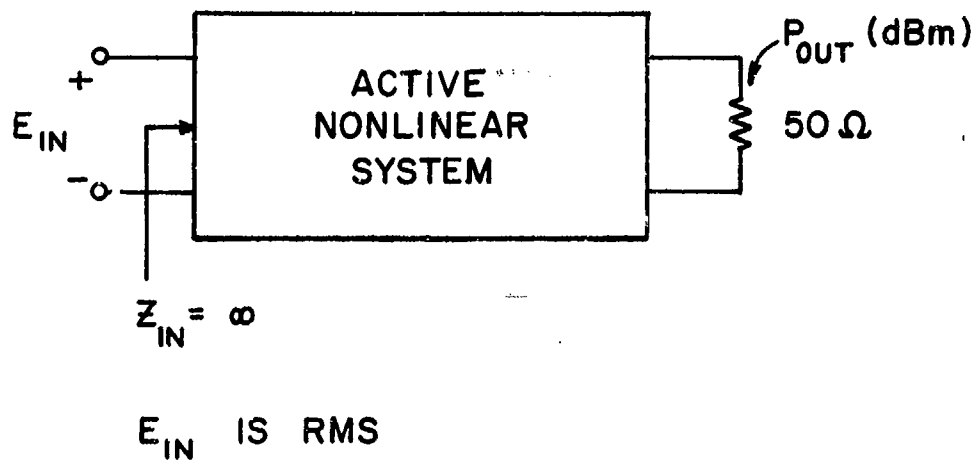 P_OUT (dBm)
+
E_IN
-
ACTIVE
NONLINEAR
SYSTEM
50 Ω
Z_IN = ∞
E_IN IS RMS